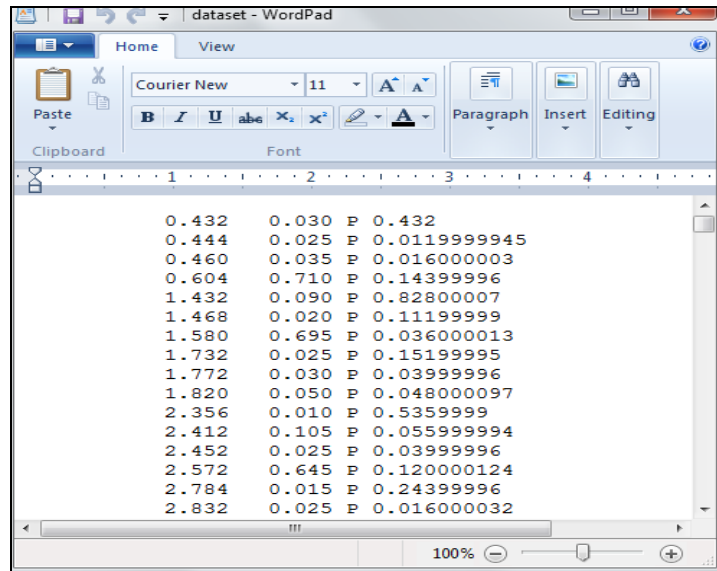 dataset - WordPad
Home View
Paste
Courier New 11 A A
B I U abe X₂ x² A
Paragraph
Insert
Editing
Clipboard
Font
1 2 3 4
0.432 0.030 P 0.432
0.444 0.025 P 0.0119999945
0.460 0.035 P 0.016000003
0.604 0.710 P 0.14399996
1.432 0.090 P 0.82800007
1.468 0.020 P 0.11199999
1.580 0.695 P 0.036000013
1.732 0.025 P 0.15199995
1.772 0.030 P 0.03999996
1.820 0.050 P 0.048000097
2.356 0.010 P 0.5359999
2.412 0.105 P 0.055999994
2.452 0.025 P 0.03999996
2.572 0.645 P 0.120000124
2.784 0.015 P 0.24399996
2.832 0.025 P 0.016000032
100%